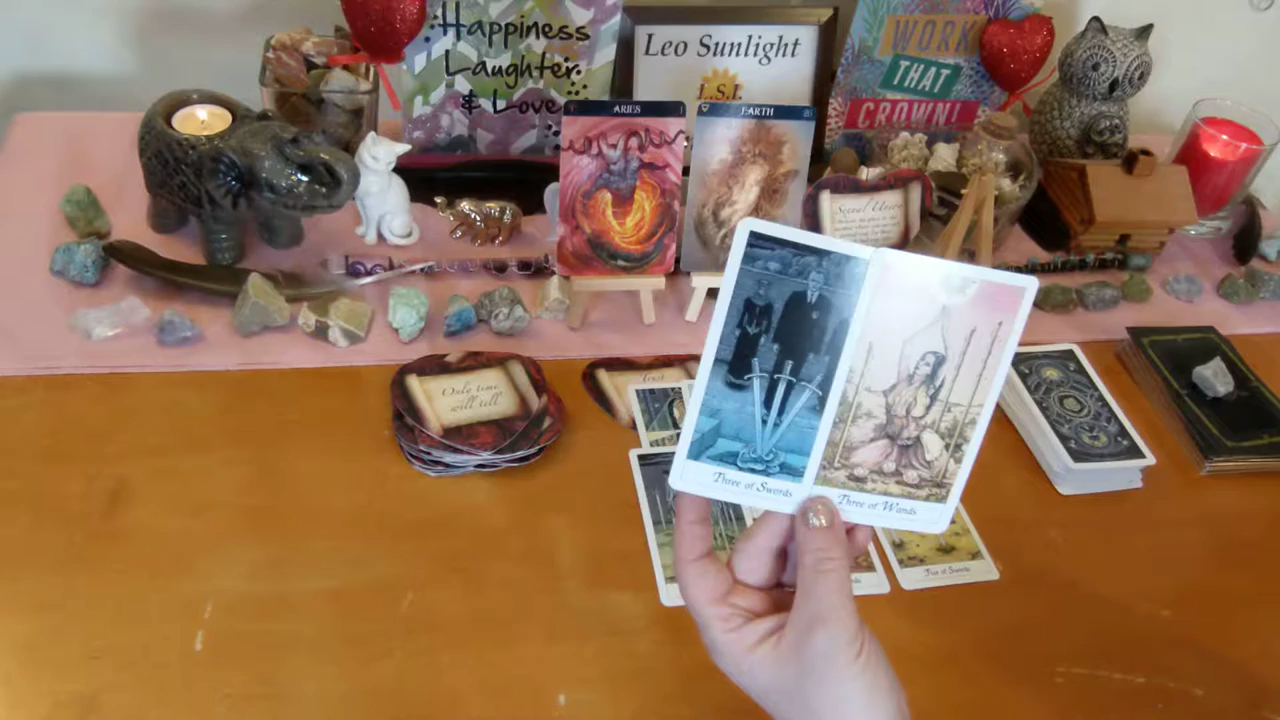 Happiness
Laughter
& Love
Leo Sunlight
L.S.I.
WORK
THAT
CROWN!
ARIES
EARTH
Only time
will tell
Trust
Three of Swords
Three of Wands